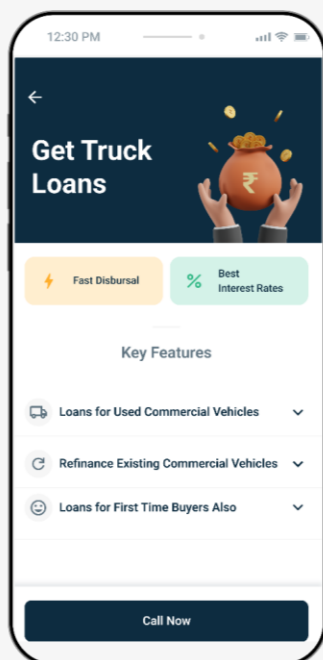 12:30 PM
Get Truck
Loans
₹
Fast Disbursal
%
Best
Interest Rates
Key Features
Loans for Used Commercial Vehicles
Refinance Existing Commercial Vehicles
Loans for First Time Buyers Also
Call Now